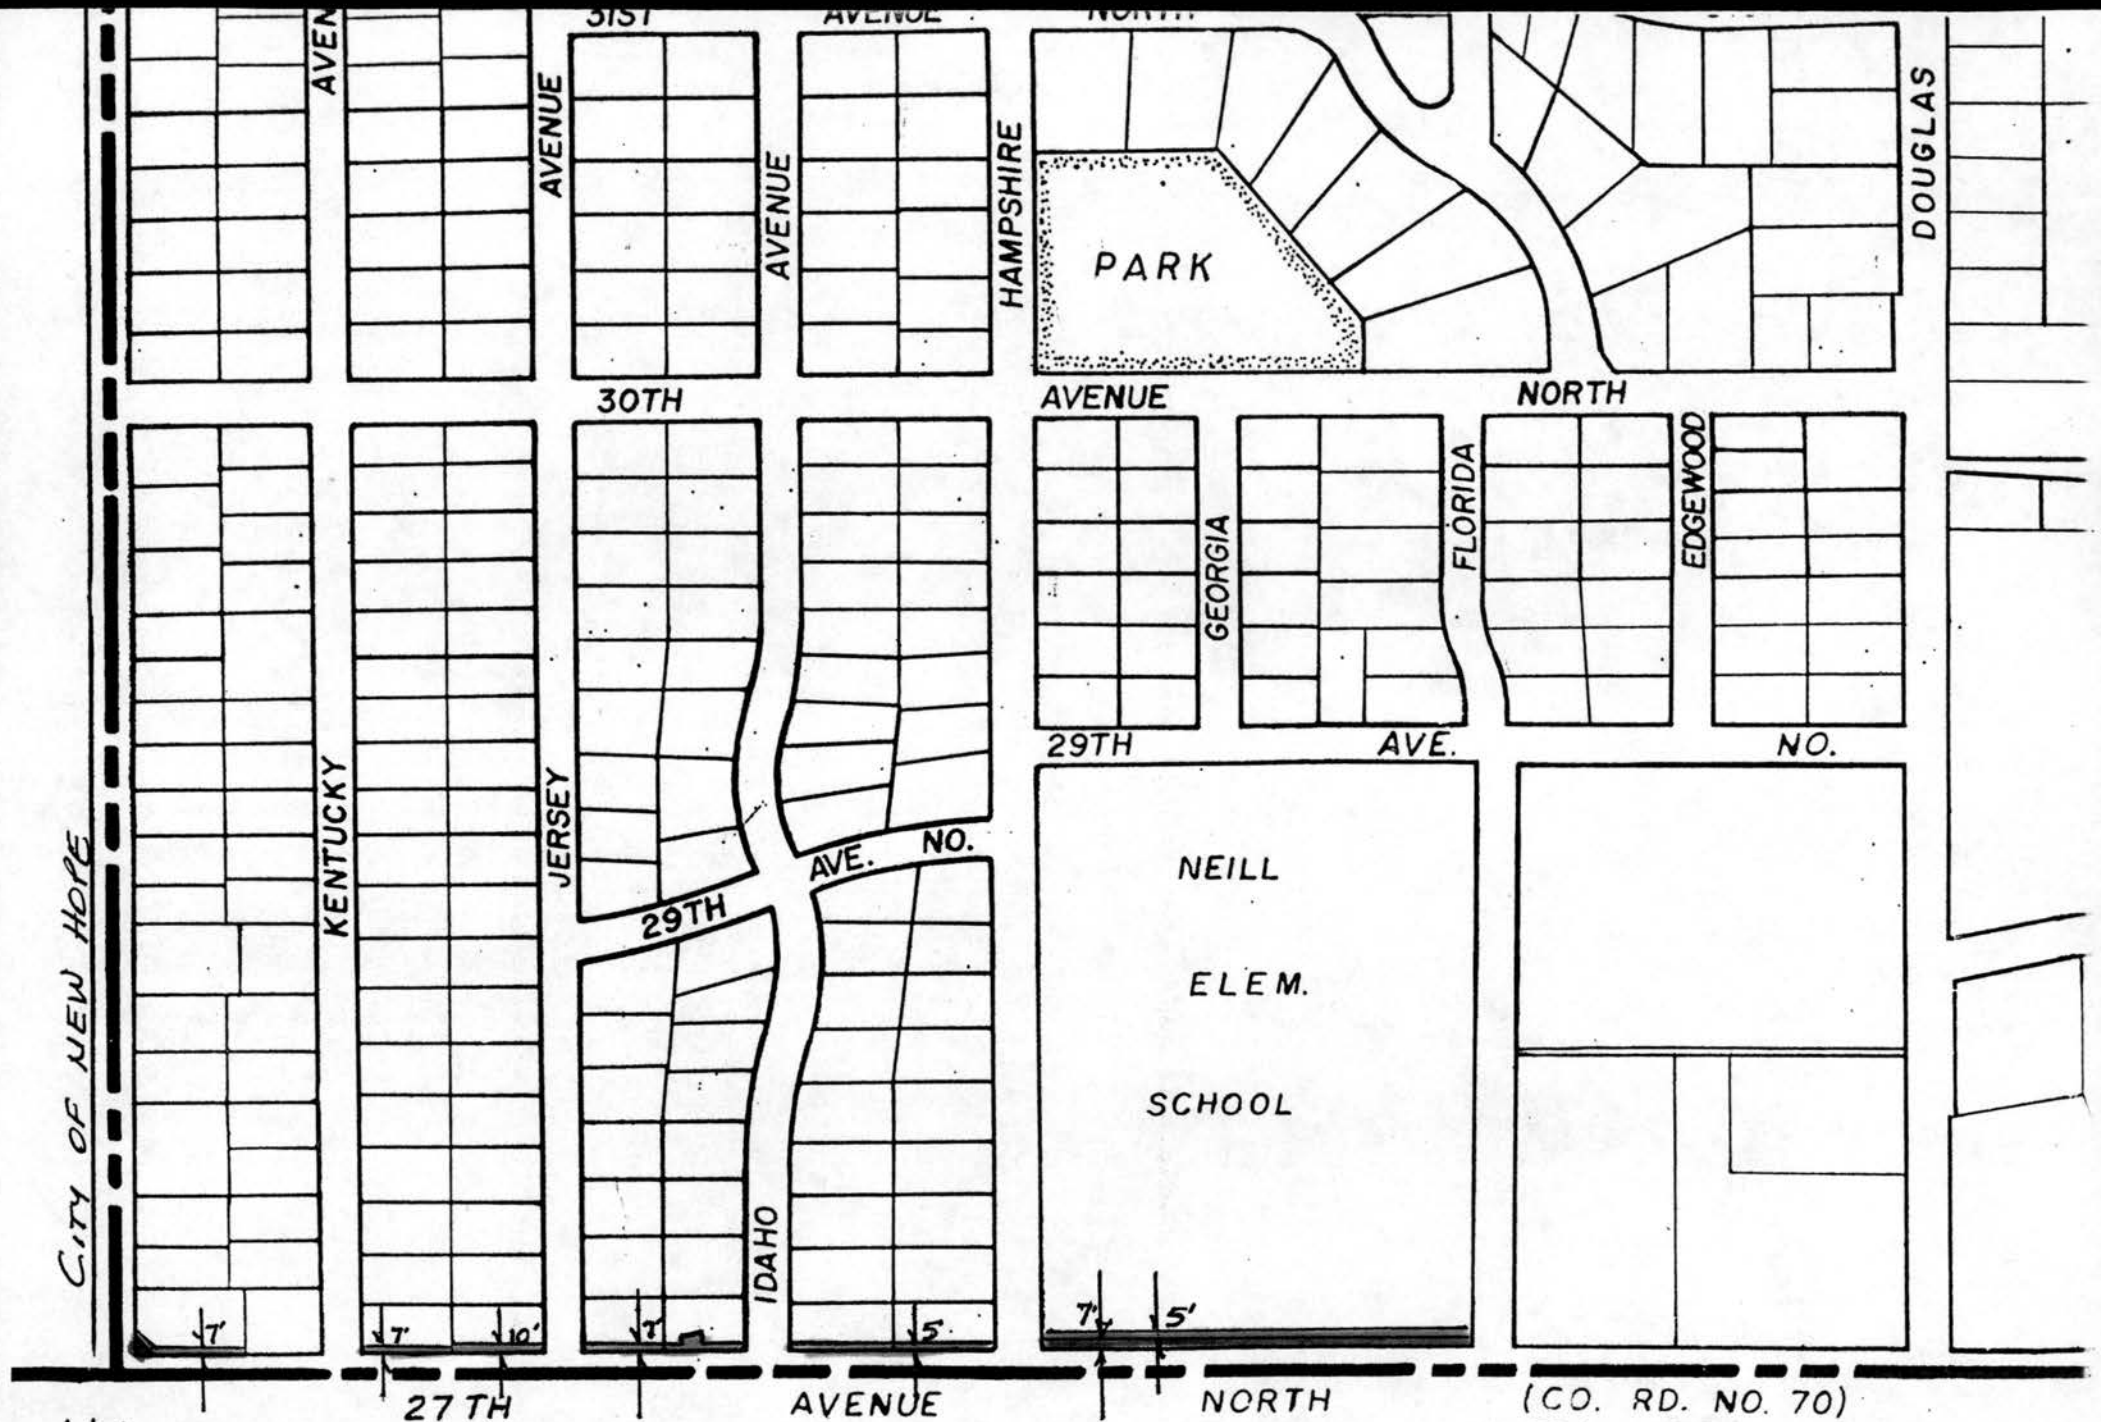 31ST AVENUE NORTH
AVEN
AVENUE
AVENUE
HAMPSHIRE
DOUGLAS
PARK
30TH AVENUE NORTH
GEORGIA
FLORIDA
EDGEWOOD
29TH AVE. NO.
KENTUCKY
JERSEY
29TH AVE. NO.
NEILL
ELEM.
SCHOOL
IDAHO
CITY OF NEW HOPE
7'
7'
10'
7'
5'
7'
5'
27TH AVENUE NORTH (CO. RD. NO. 70)